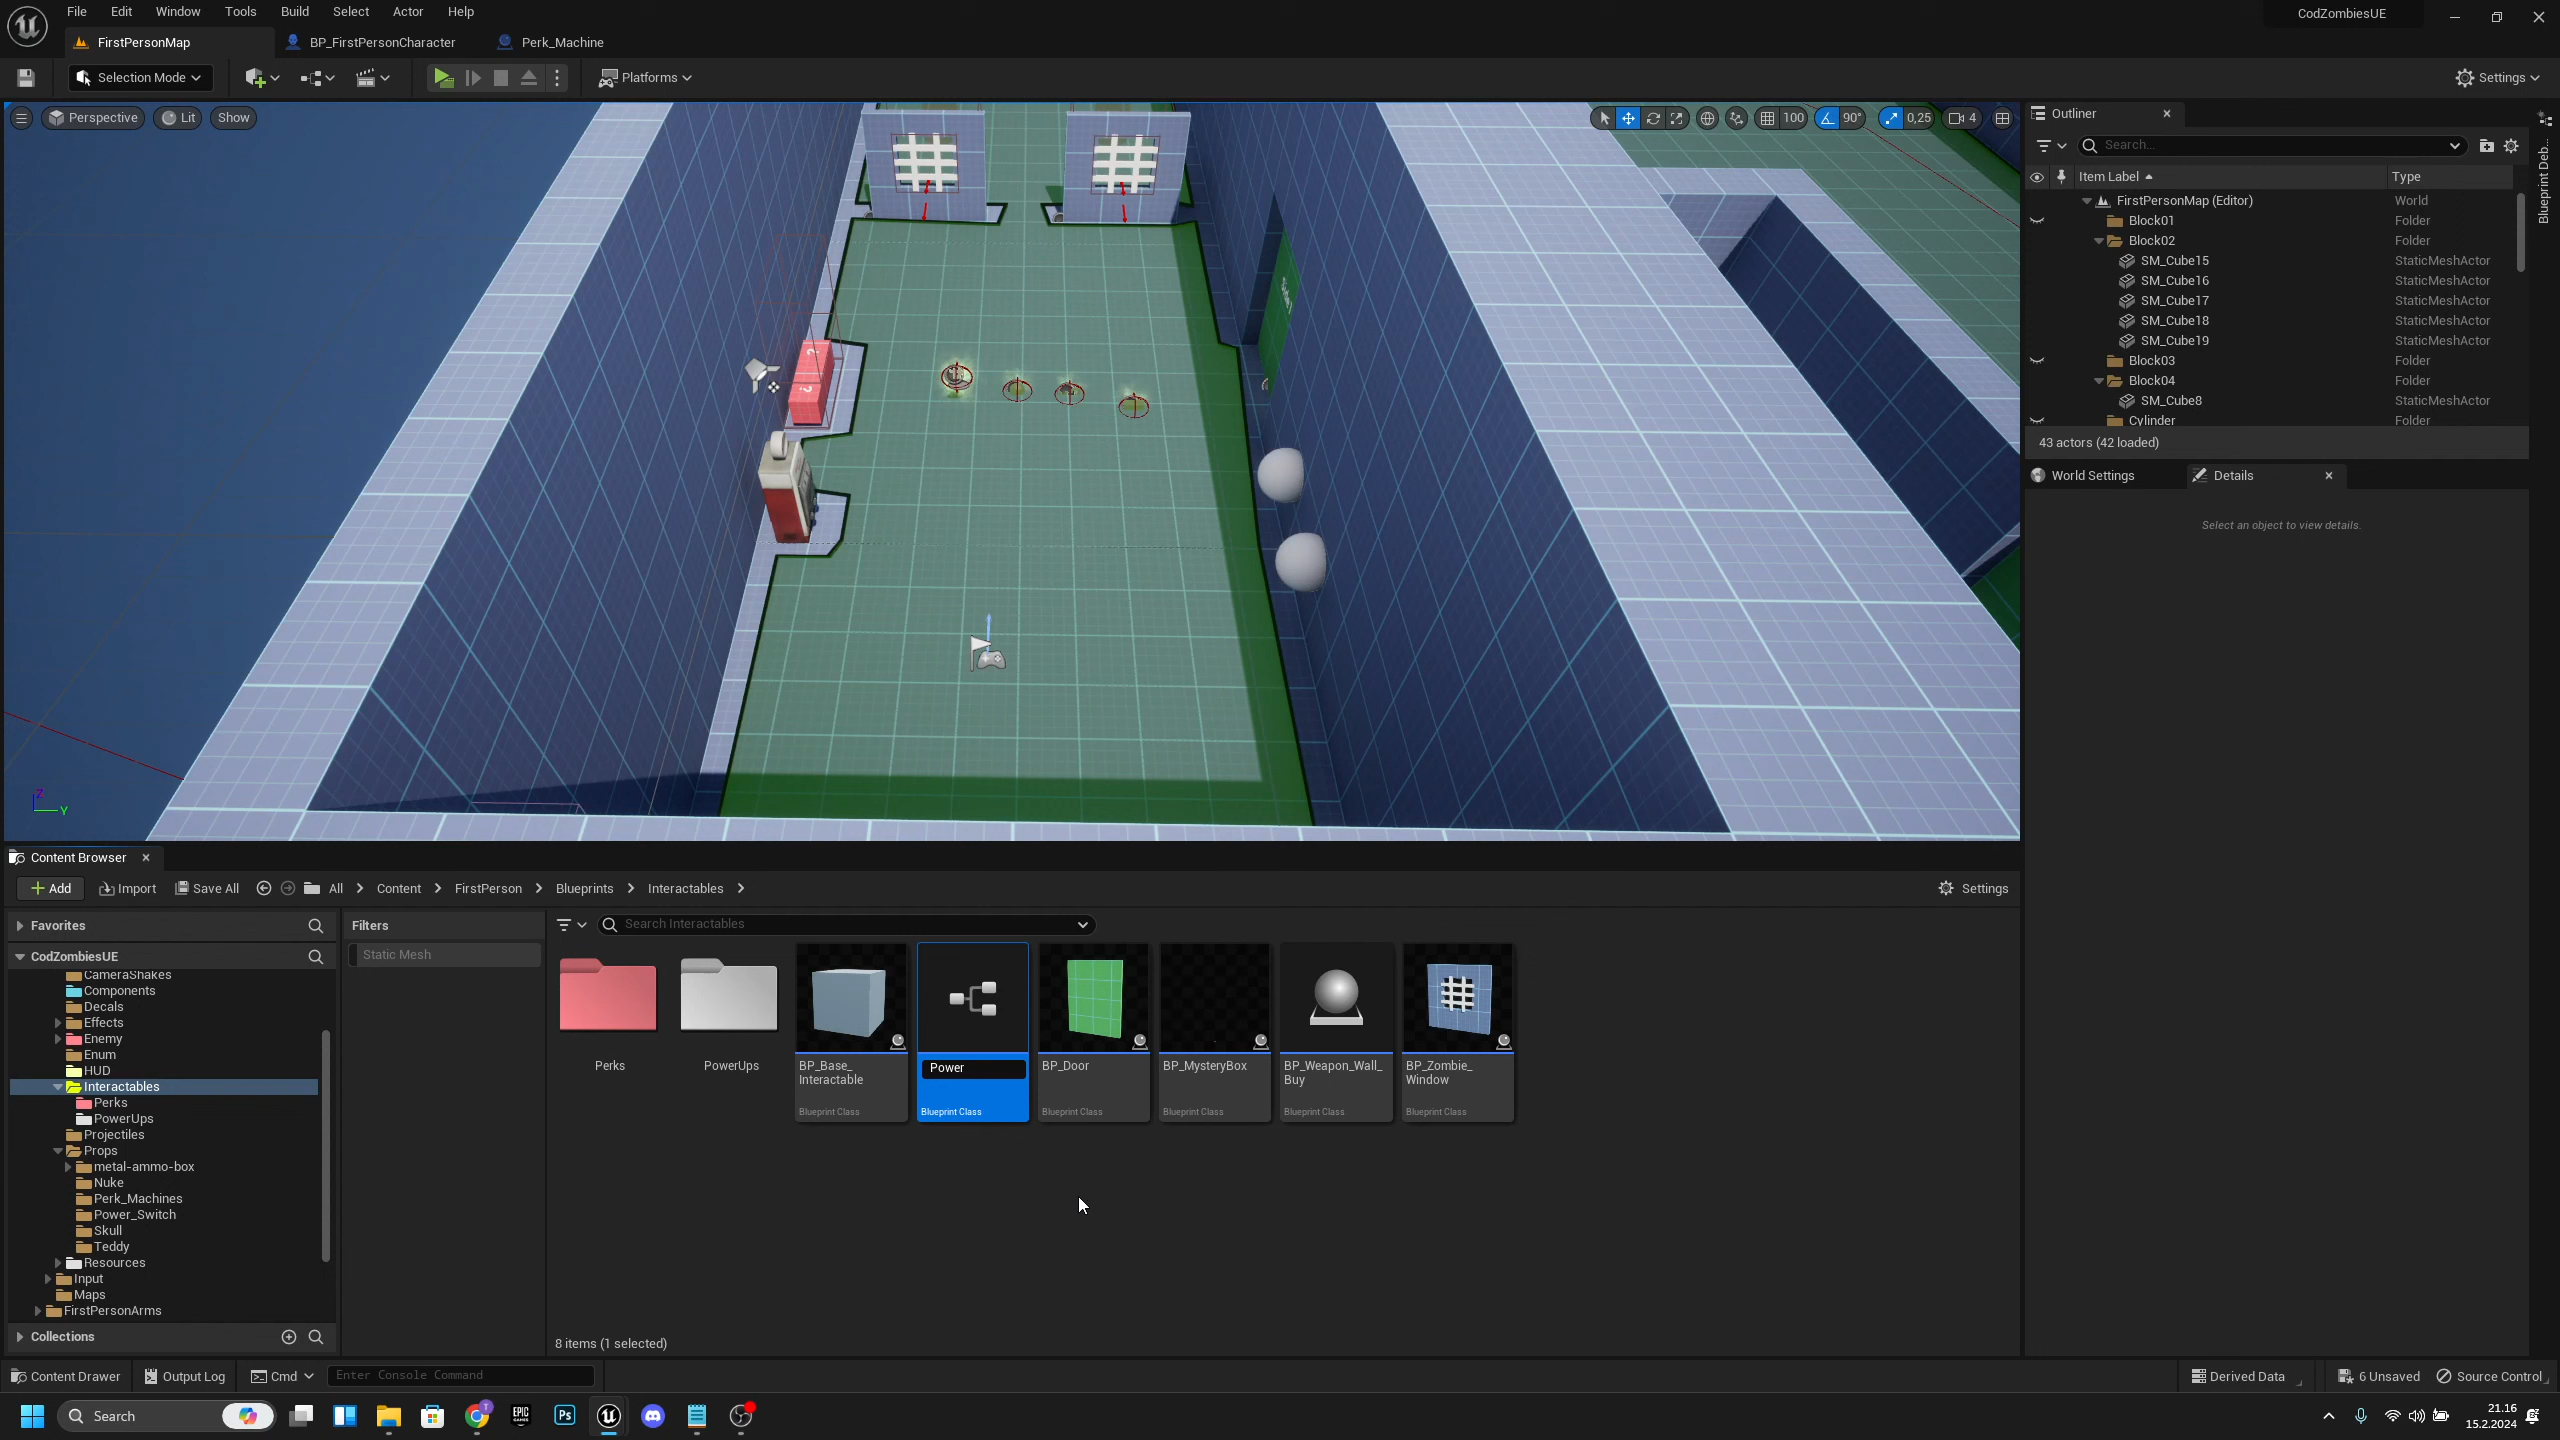 File Edit Window Tools Build Select Actor Help
CodZombiesUE
FirstPersonMap
BP_FirstPersonCharacter
Perk_Machine
Selection Mode
Platforms
Settings
Perspective
Lit
Show
100
90°
0,25
4
Outliner
Search...
Item Label
Type
FirstPersonMap (Editor) World
Block01 Folder
Block02 Folder
SM_Cube15 StaticMeshActor
SM_Cube16 StaticMeshActor
SM_Cube17 StaticMeshActor
SM_Cube18 StaticMeshActor
SM_Cube19 StaticMeshActor
Block03 Folder
Block04 Folder
SM_Cube8 StaticMeshActor
Cylinder Folder
43 actors (42 loaded)
World Settings
Details
Select an object to view details.
Blueprint Deb...
Z
Y
Content Browser
Add
Import
Save All
All
Content
FirstPerson
Blueprints
Interactables
Settings
Favorites
CodZombiesUE
CameraShakes
Components
Decals
Effects
Enemy
Enum
HUD
Interactables
Perks
PowerUps
Projectiles
Props
metal-ammo-box
Nuke
Perk_Machines
Power_Switch
Skull
Teddy
Resources
Input
Maps
FirstPersonArms
Collections
Filters
Static Mesh
Search Interactables
Perks
PowerUps
BP_Base_
Interactable
Blueprint Class
Power
Blueprint Class
BP_Door
Blueprint Class
BP_MysteryBox
Blueprint Class
BP_Weapon_Wall_
Buy
Blueprint Class
BP_Zombie_
Window
Blueprint Class
8 items (1 selected)
Content Drawer
Output Log
Cmd
Enter Console Command
Derived Data
6 Unsaved
Source Control
Search
EPIC
GAMES
Ps
T
21.16
15.2.2024